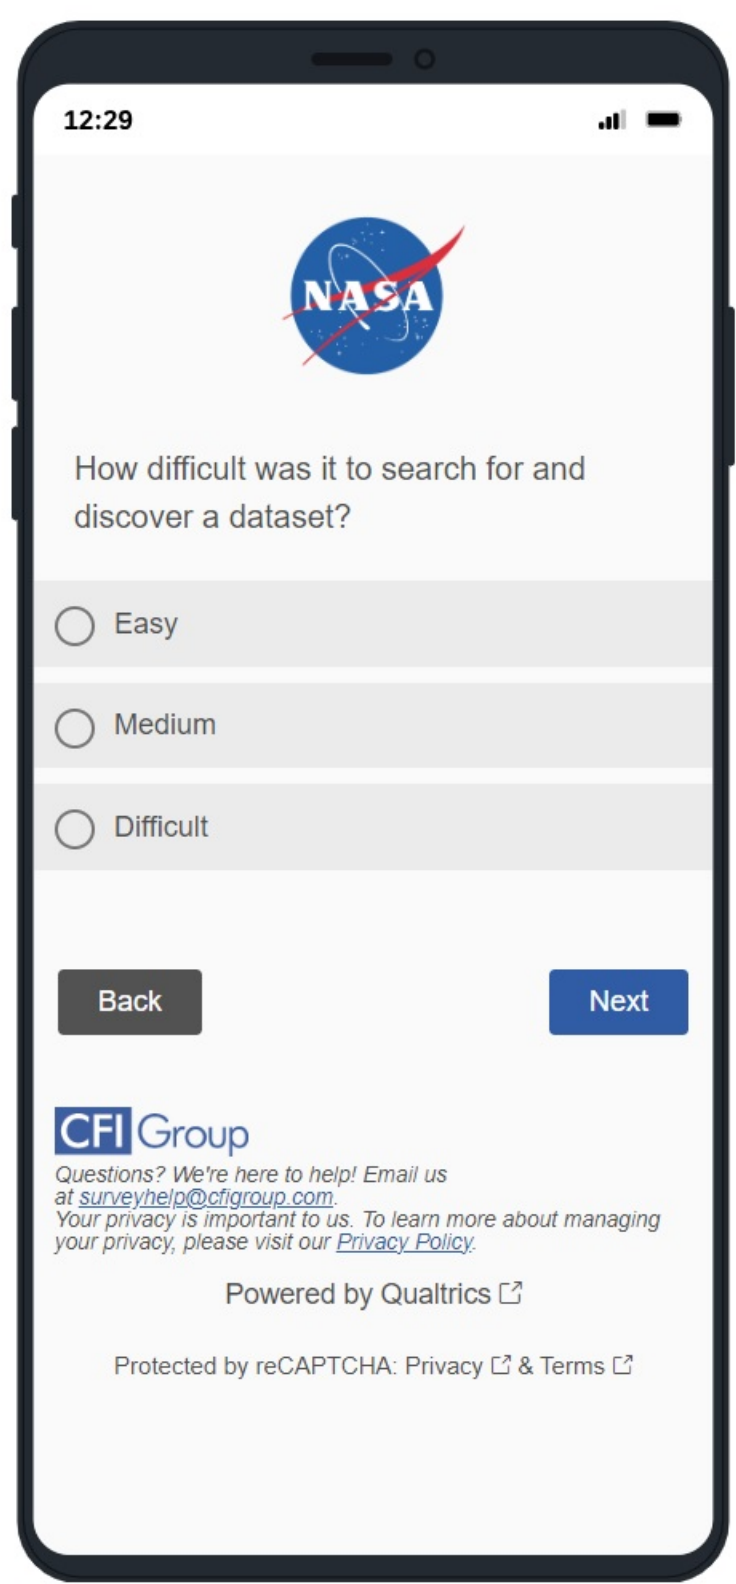 12:29
NASA
How difficult was it to search for and
discover a dataset?
Easy
Medium
Difficult
Back
Next
CFI Group
Questions? We're here to help! Email us
at surveyhelp@cfigroup.com.
Your privacy is important to us. To learn more about managing
your privacy, please visit our Privacy Policy.
Powered by Qualtrics
Protected by reCAPTCHA: Privacy & Terms